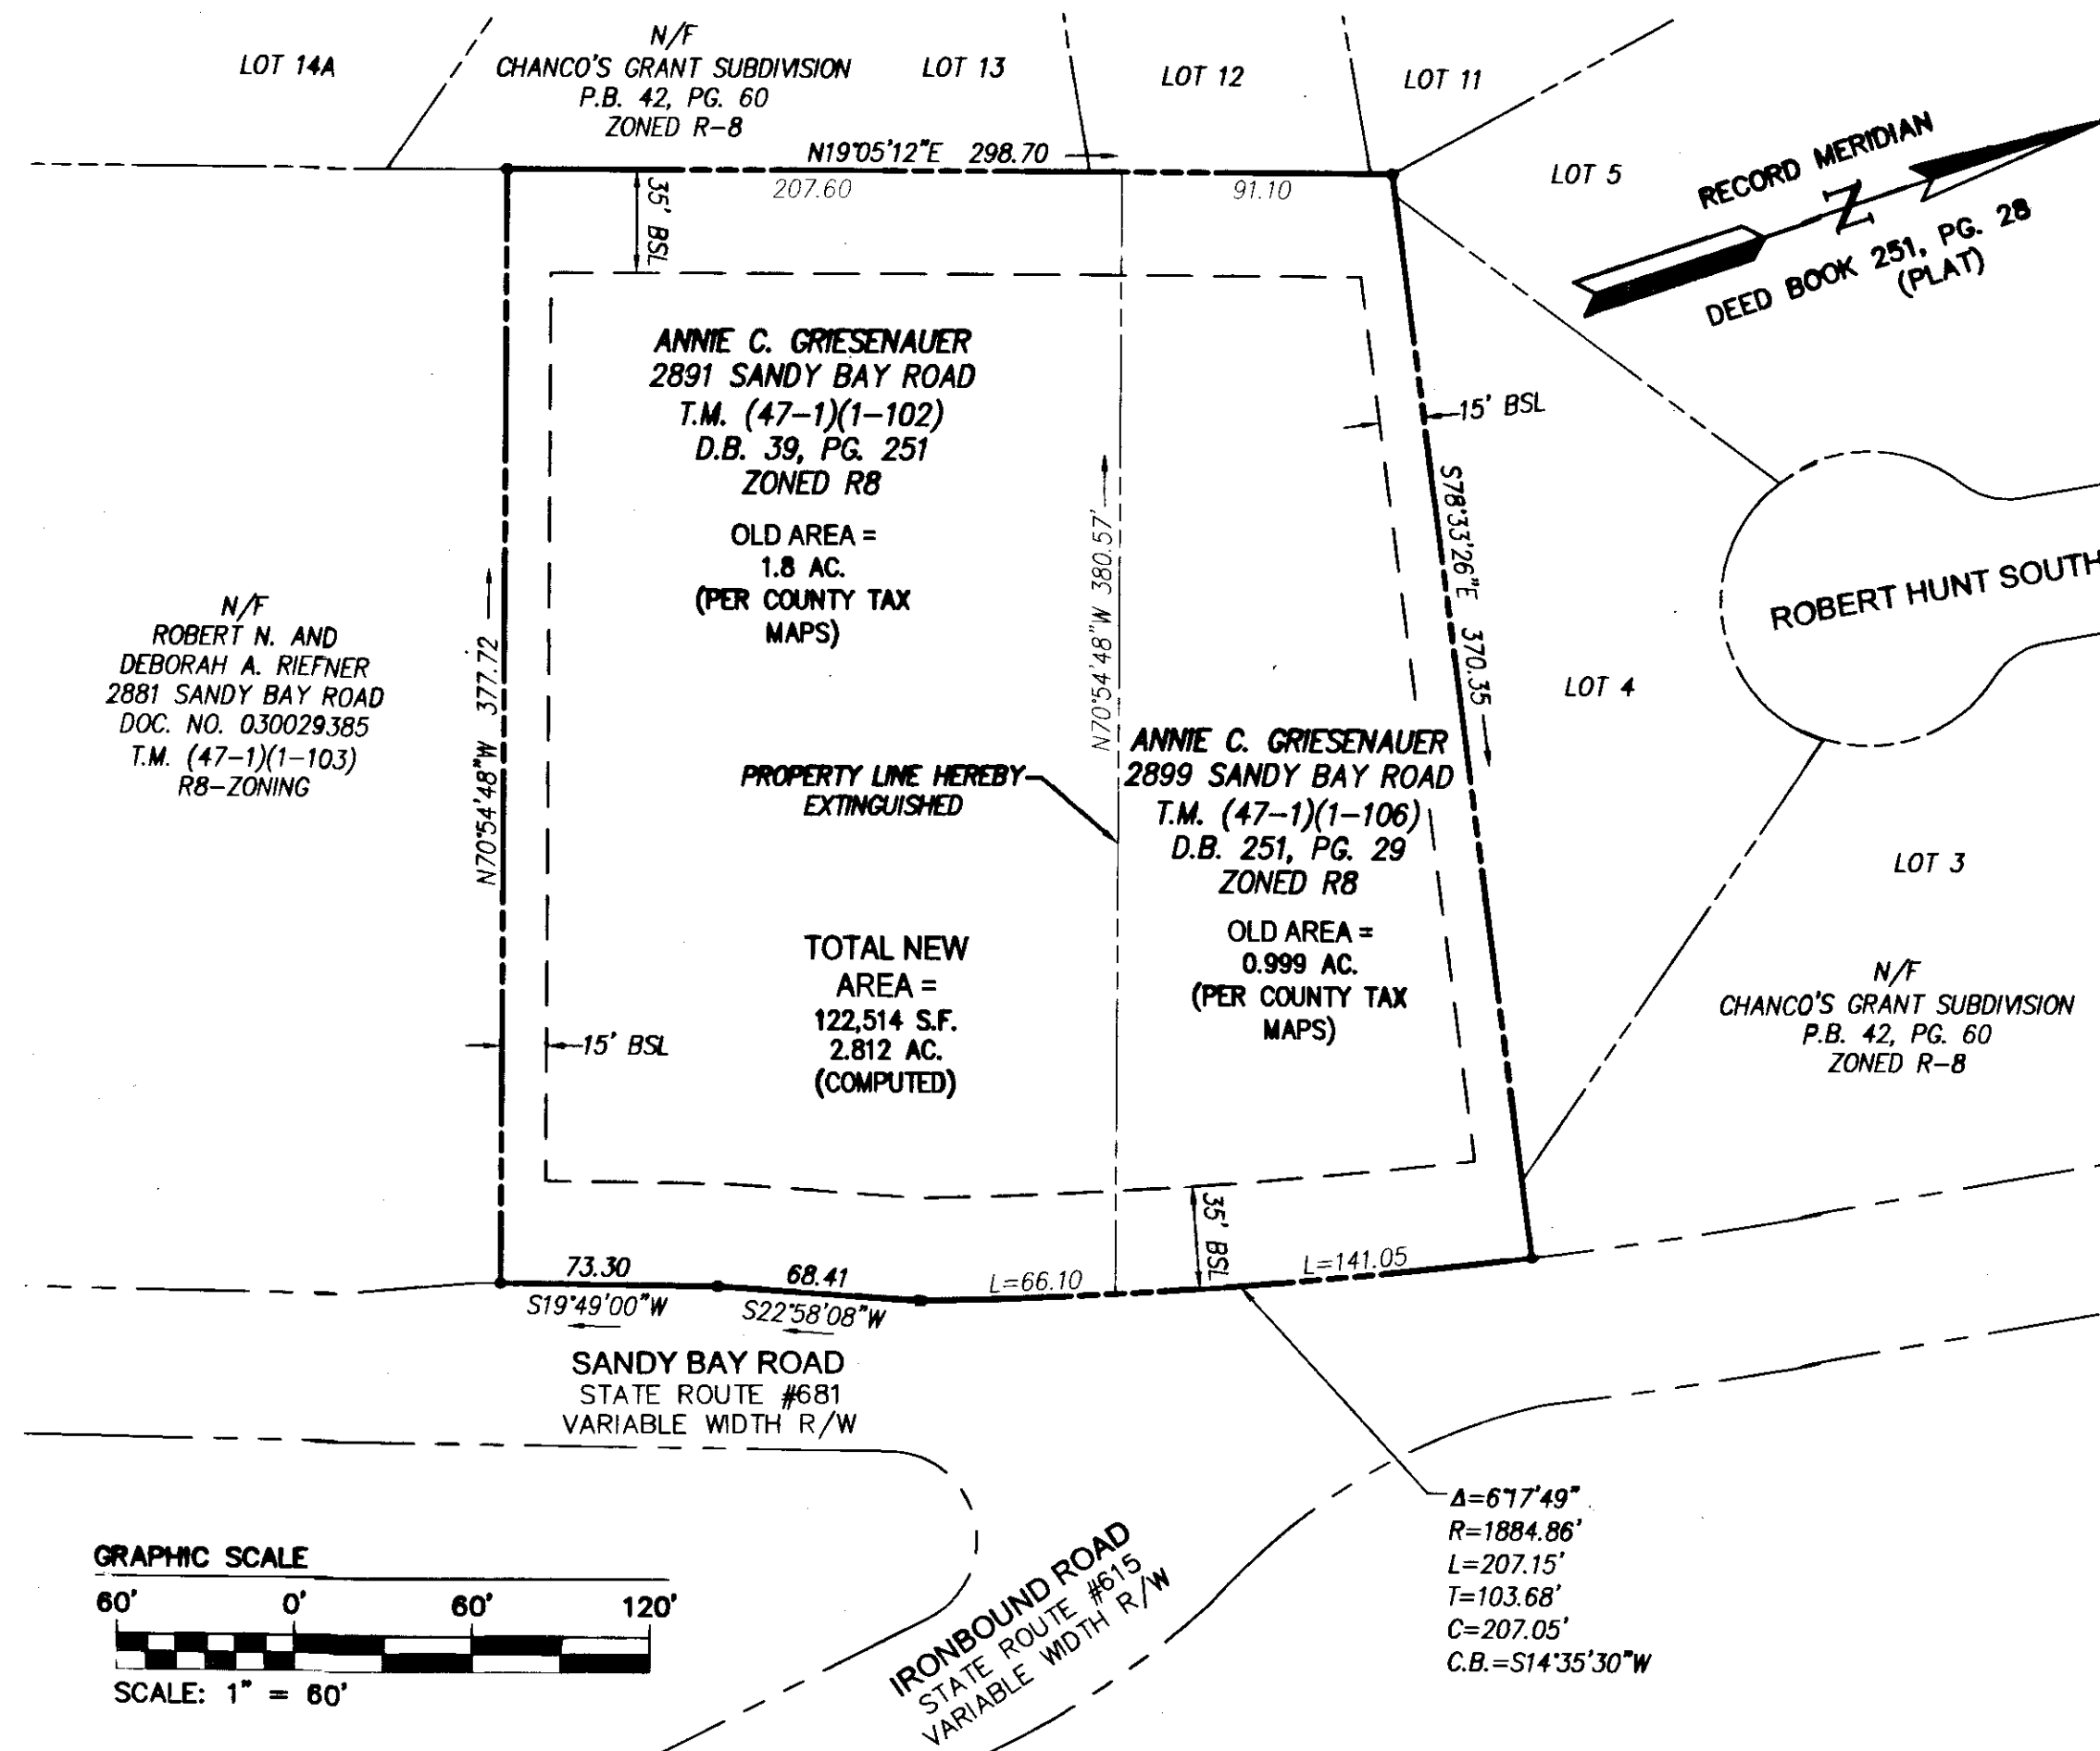 LOT 14A
N/F
CHANCO'S GRANT SUBDIVISION
P.B. 42, PG. 60
ZONED R-8
LOT 13
LOT 12
LOT 11
LOT 5
RECORD MERIDIAN
N
DEED BOOK 251, PG. 28
(PLAT)
N19°05'12"E 298.70
207.60
91.10
35' BSL
ANNIE C. GRIESENAUER
2891 SANDY BAY ROAD
T.M. (47-1)(1-102)
D.B. 39, PG. 251
ZONED R8
OLD AREA =
1.8 AC.
(PER COUNTY TAX
MAPS)
15' BSL
S78°33'26"E 370.35
N70°54'48"W 380.57'
ROBERT HUNT SOUTH
N/F
ROBERT N. AND
DEBORAH A. RIEFNER
2881 SANDY BAY ROAD
DOC. NO. 030029385
T.M. (47-1)(1-103)
R8-ZONING
N70°54'48"W 377.72
LOT 4
PROPERTY LINE HEREBY
EXTINGUISHED
ANNIE C. GRIESENAUER
2899 SANDY BAY ROAD
T.M. (47-1)(1-106)
D.B. 251, PG. 29
ZONED R8
OLD AREA =
0.999 AC.
(PER COUNTY TAX
MAPS)
LOT 3
TOTAL NEW
AREA =
122,514 S.F.
2.812 AC.
(COMPUTED)
15' BSL
N/F
CHANCO'S GRANT SUBDIVISION
P.B. 42, PG. 60
ZONED R-8
35' BSL
73.30
S19°49'00"W
68.41
S22°58'08"W
L=66.10
L=141.05
SANDY BAY ROAD
STATE ROUTE #681
VARIABLE WIDTH R/W
Δ=6°17'49"
R=1884.86'
L=207.15'
T=103.68'
C=207.05'
C.B.=S14°35'30"W
IRONBOUND ROAD
STATE ROUTE #615
VARIABLE WIDTH R/W
GRAPHIC SCALE
60' 0' 60' 120'
SCALE: 1" = 60'